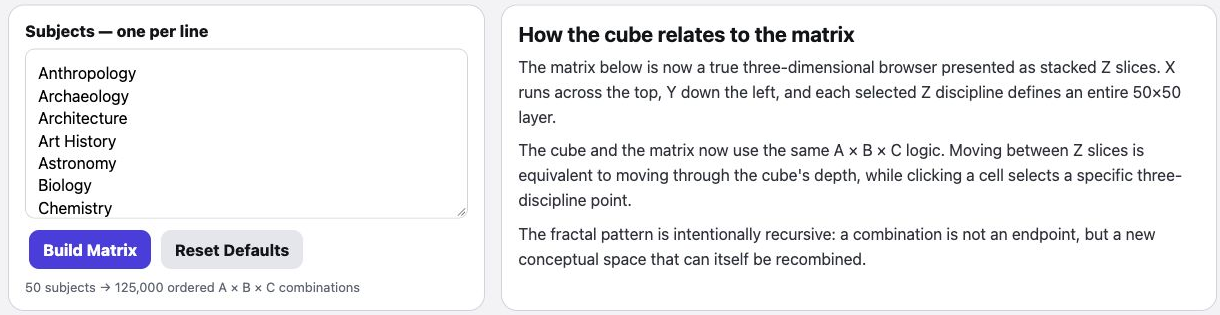 Subjects — one per line
Anthropology
Archaeology
Architecture
Art History
Astronomy
Biology
Chemistry
Build Matrix
Reset Defaults
50 subjects → 125,000 ordered A × B × C combinations
How the cube relates to the matrix
The matrix below is now a true three-dimensional browser presented as stacked Z slices. X
runs across the top, Y down the left, and each selected Z discipline defines an entire 50×50
layer.
The cube and the matrix now use the same A × B × C logic. Moving between Z slices is
equivalent to moving through the cube's depth, while clicking a cell selects a specific three-
discipline point.
The fractal pattern is intentionally recursive: a combination is not an endpoint, but a new
conceptual space that can itself be recombined.